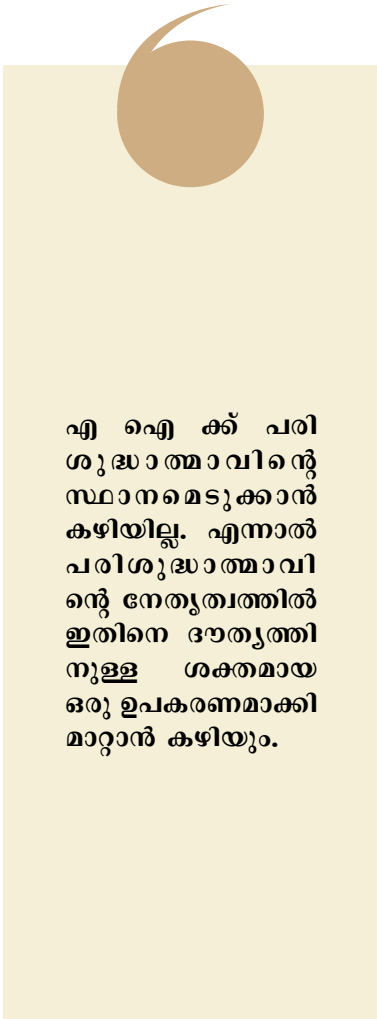 എ ഐ ക്ക് പരി
ശുദ്ധാത്മാവിന്റെ
സ്ഥാനമെടുക്കാൻ
കഴിയില്ല. എന്നാൽ
പരിശുദ്ധാത്മാവി
ന്റെ നേതൃത്വത്തിൽ
ഇതിനെ ദൗത്യത്തി
നുള്ള ശക്തമായ
ഒരു ഉപകരണമാക്കി
മാറ്റാൻ കഴിയും.